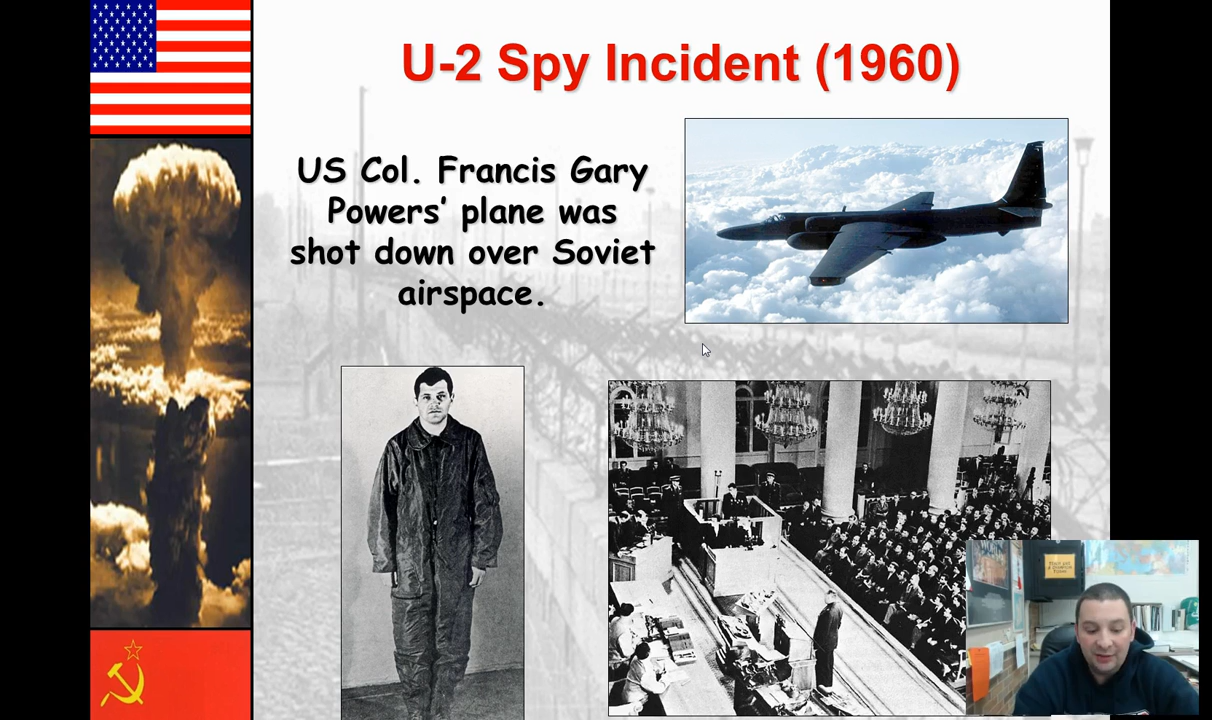 U-2 Spy Incident (1960)
US Col. Francis Gary
Powers’ plane was
shot down over Soviet
airspace.